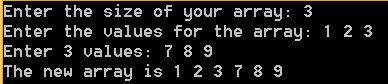 Enter the size of your array: 3
Enter the values for the array: 1 2 3
Enter 3 values: 7 8 9
The new array is 1 2 3 7 8 9